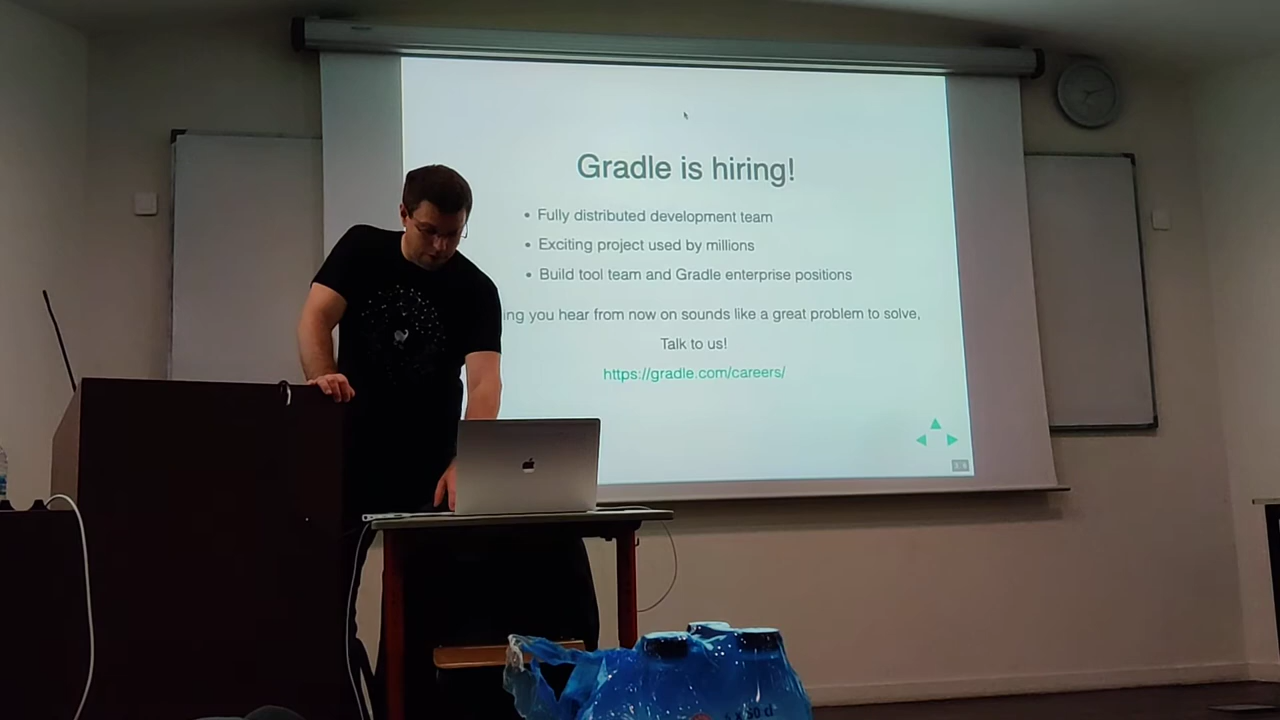 Gradle is hiring!
• Fully distributed development team
• Exciting project used by millions
• Build tool team and Gradle enterprise positions
ing you hear from now on sounds like a great problem to solve,
Talk to us!
https://gradle.com/careers/
50 cl